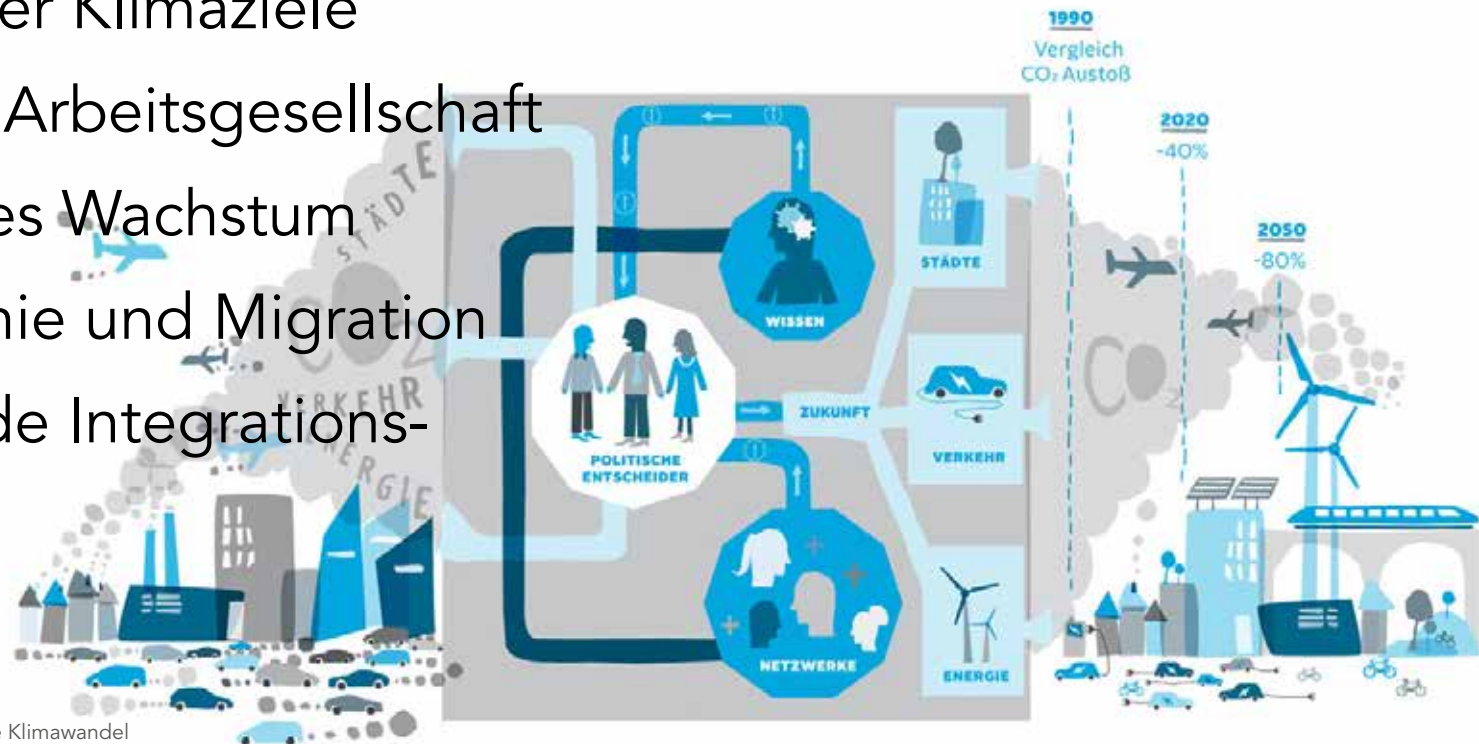 er Klimaziele
Arbeitsgesellschaft
es Wachstum
nie und Migration
de Integrations-
STÄDTE
CO2
VERKEHR
ENERGIE
WISSEN
POLITISCHE
ENTSCHEIDER
ZUKUNFT
NETZWERKE
STÄDTE
VERKEHR
ENERGIE
1990
Vergleich
CO₂ Austoß
2020
-40%
2050
-80%
CO2
e Klimawandel